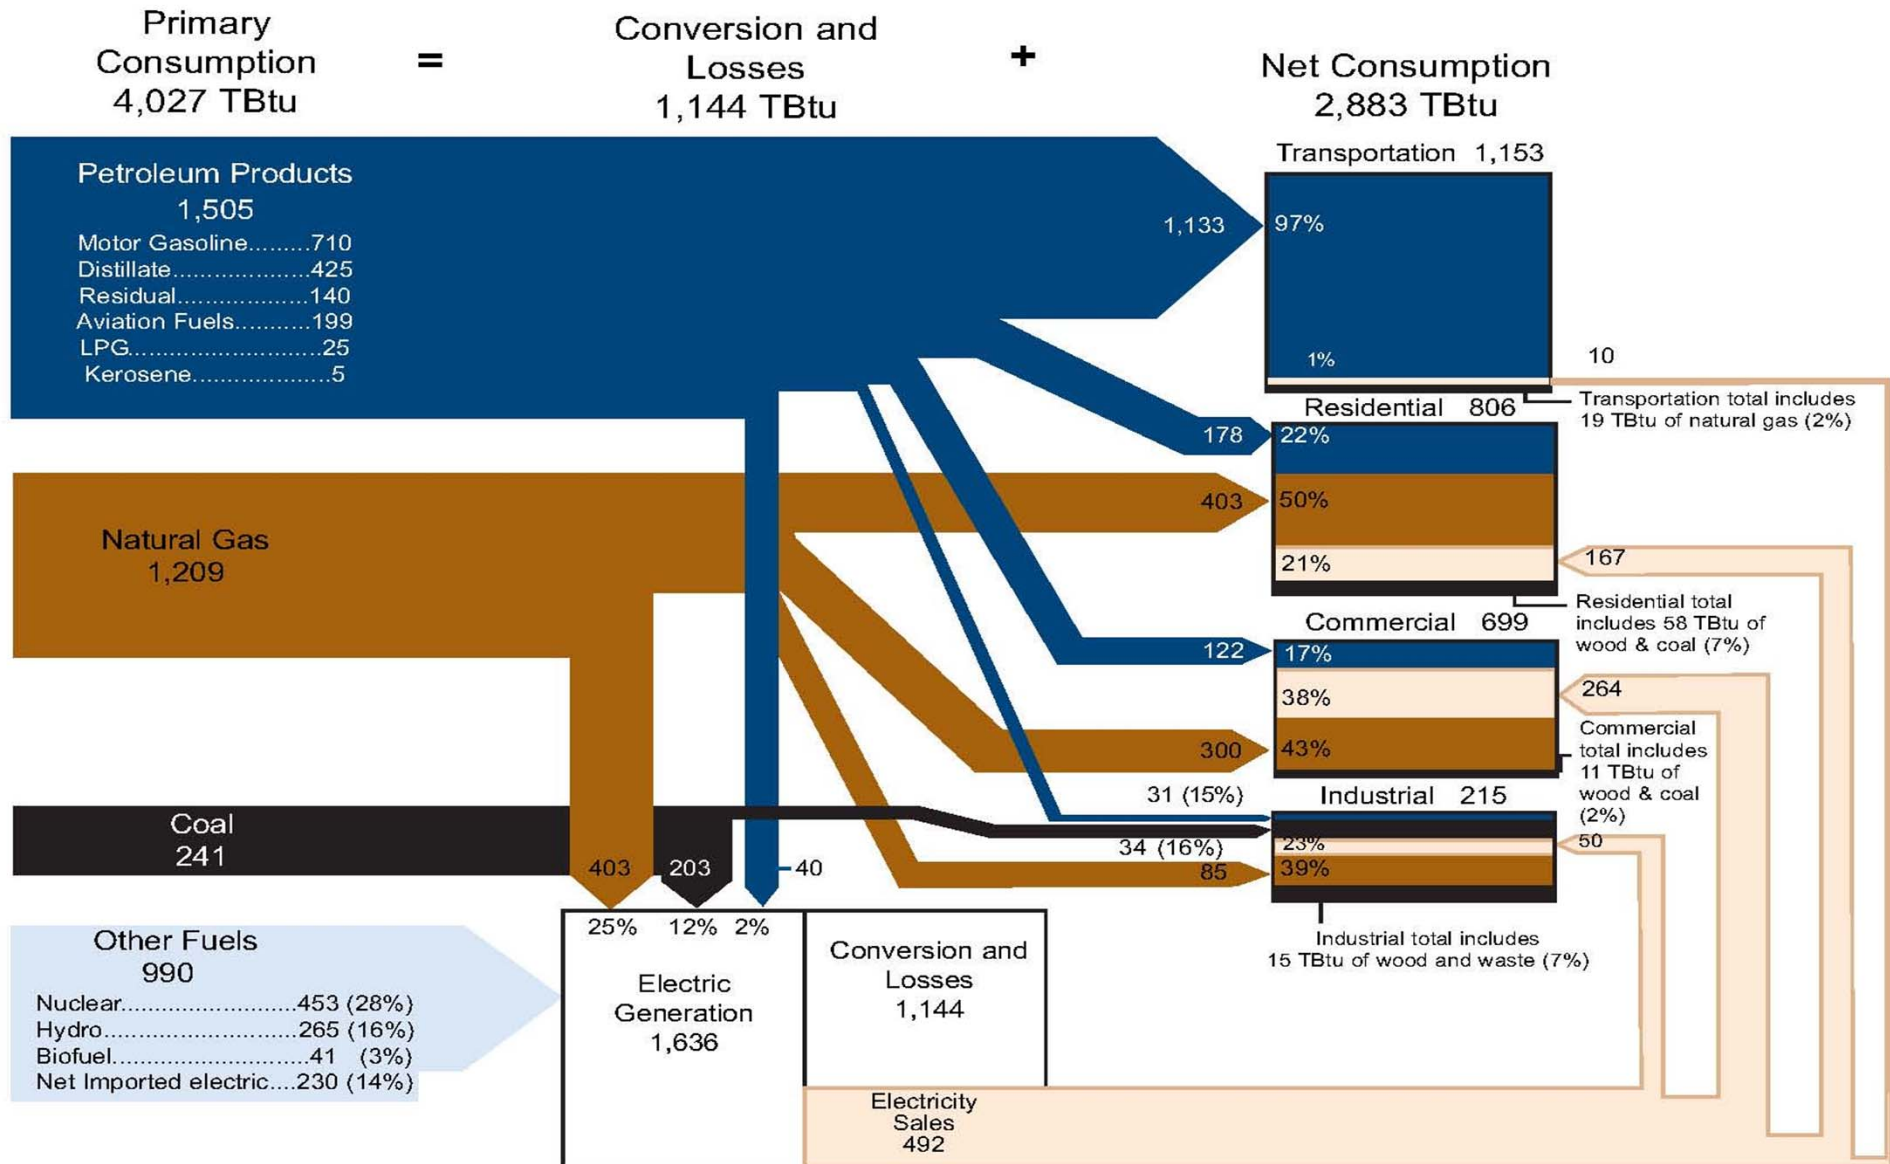 Primary
Consumption
4,027 TBtu
=
Conversion and
Losses
1,144 TBtu
+
Net Consumption
2,883 TBtu
Petroleum Products
1,505
Motor Gasoline.........710
Distillate....................425
Residual...................140
Aviation Fuels...........199
LPG............................25
Kerosene....................5
Transportation 1,153
1,133
97%
1%
10
Transportation total includes
19 TBtu of natural gas (2%)
Residential 806
178
22%
403
50%
21%
167
Residential total
includes 58 TBtu of
wood & coal (7%)
Natural Gas
1,209
Commercial 699
122
17%
38%
264
300
43%
Commercial
total includes
11 TBtu of
wood & coal
(2%)
Industrial 215
31 (15%)
34 (16%)
23%
50
85
39%
Industrial total includes
15 TBtu of wood and waste (7%)
Coal
241
403
203
40
25%
12%
2%
Other Fuels
990
Nuclear..........................453 (28%)
Hydro............................265 (16%)
Biofuel.............................41 (3%)
Net Imported electric....230 (14%)
Electric
Generation
1,636
Conversion and
Losses
1,144
Electricity
Sales
492